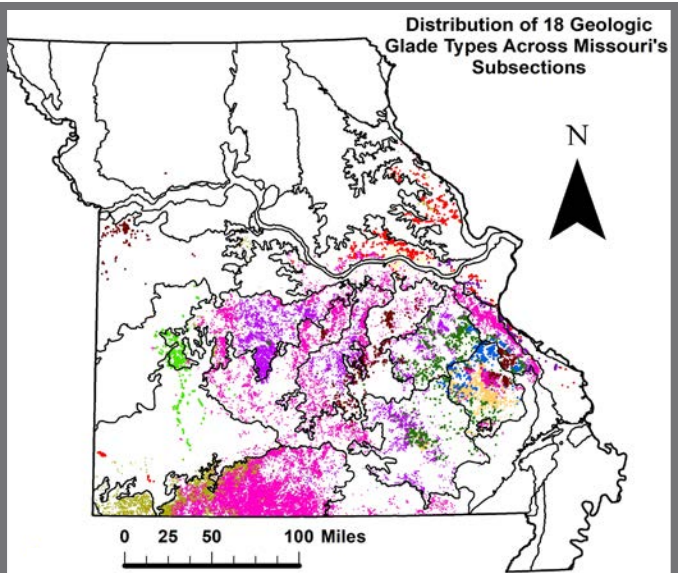 Distribution of 18 Geologic
Glade Types Across Missouri's
Subsections
N
0 25 50 100 Miles